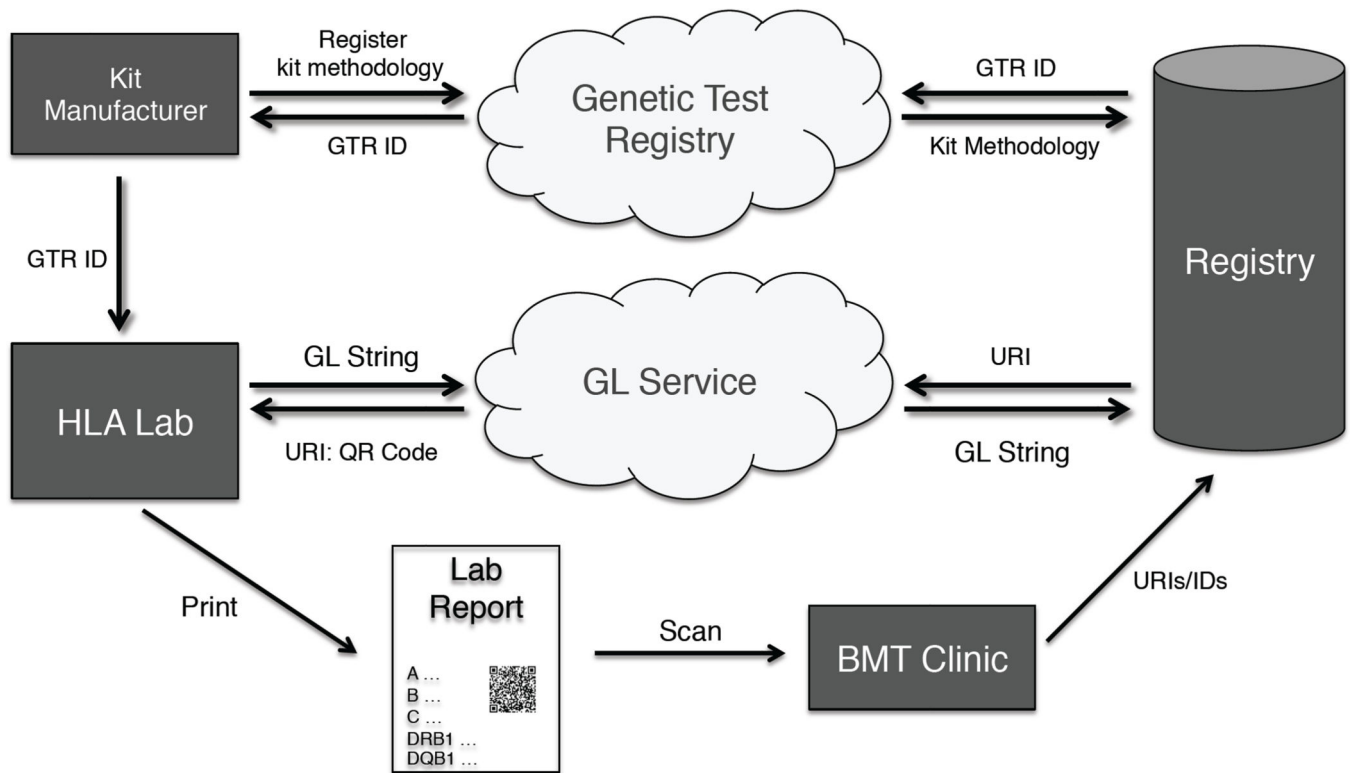 Kit
Manufacturer
Register
kit methodology
GTR ID
Genetic Test
Registry
GTR ID
Kit Methodology
Registry
GTR ID
HLA Lab
GL String
URI: QR Code
GL Service
URI
GL String
Print
Lab
Report
A ...
B ...
C ...
DRB1 ...
DQB1 ...
Scan
BMT Clinic
URIs/IDs